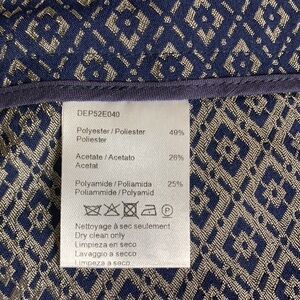 DEP52E040
Polyester / Poliester 49%
Poliester
Acetate / Acetato 26%
Acetat
Polyamide / Poliamida 25%
Poliammide / Polyamid
P
Nettoyage à sec seulement
Dry clean only
Limpieza en seco
Lavaggio a secco
Limpeza a seco